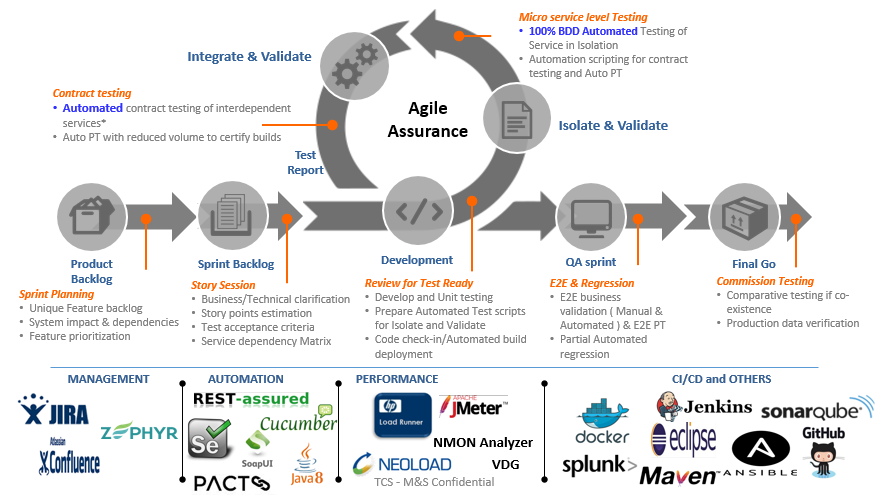 Micro service level Testing
• 100% BDD Automated Testing of
Service in Isolation
• Automation scripting for contract
testing and Auto PT
Integrate & Validate
Contract testing
• Automated contract testing of interdependent
services*
• Auto PT with reduced volume to certify builds
Agile
Assurance
Isolate & Validate
Test
Report
</>
Product
Backlog
Sprint Backlog
Development
QA sprint
Final Go
Sprint Planning
• Unique Feature backlog
• System impact & dependencies
• Feature prioritization
Story Session
• Business/Technical clarification
• Story points estimation
• Test acceptance criteria
• Service dependency Matrix
Review for Test Ready
• Develop and Unit testing
• Prepare Automated Test scripts
for Isolate and Validate
• Code check-in/Automated build
deployment
E2E & Regression
• E2E business
validation ( Manual &
Automated ) & E2E PT
• Partial Automated
regression
Commission Testing
• Comparative testing if co-
existence
• Production data verification
MANAGEMENT
JIRA
ZEPHYR
Atlassian
Confluence
AUTOMATION
REST-assured
Cucumber
Se
SoapUI
Java8
PACT
PERFORMANCE
hp
Load Runner
APACHE
JMeter™
NMON Analyzer
NEOLOAD
VDG
TCS - M&S Confidential
CI/CD and OTHERS
docker
Jenkins
sonarqube
eclipse
A
ANSIBLE
GitHub
splunk>
Maven™